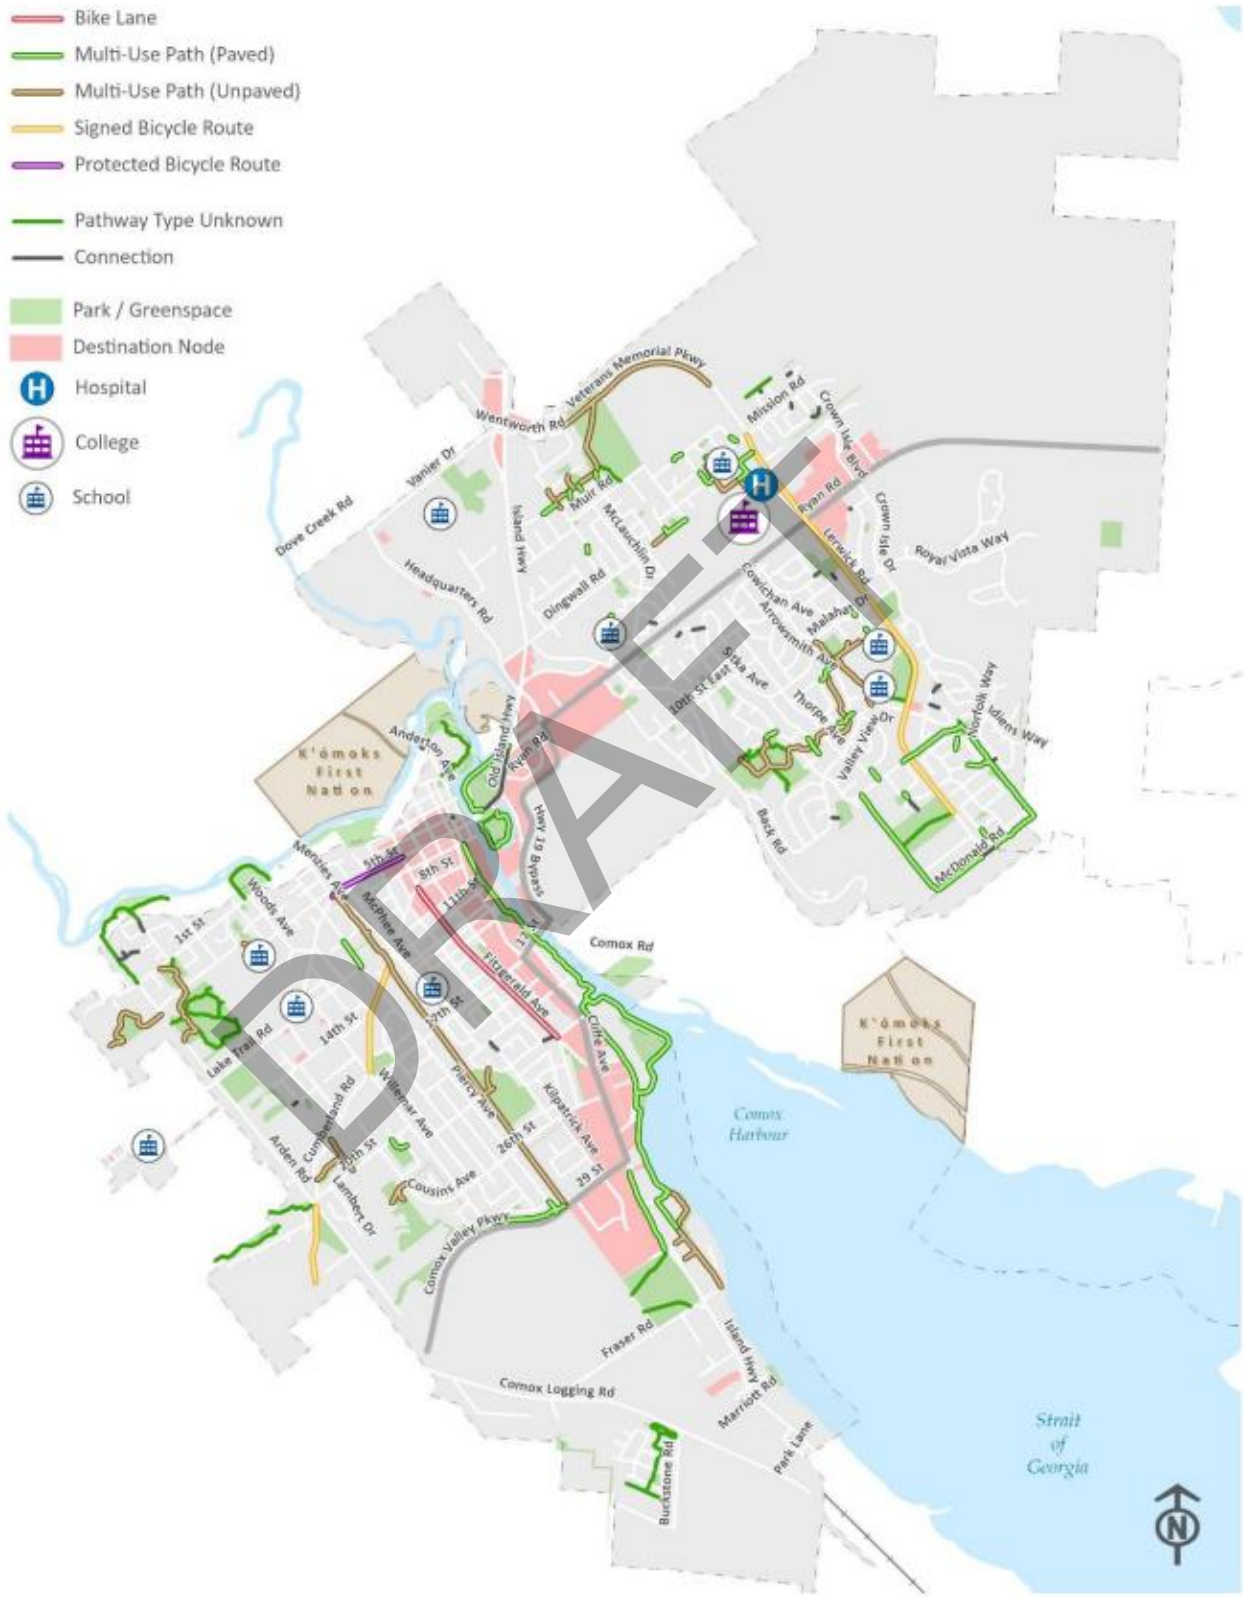 Bike Lane
Multi-Use Path (Paved)
Multi-Use Path (Unpaved)
Signed Bicycle Route
Protected Bicycle Route
Pathway Type Unknown
Connection
Park / Greenspace
Destination Node
H Hospital
College
School
Veterans Memorial Pkwy
Mission Rd
Crown Isle Blvd
Wentworth Rd
Vanier Dr
H
Muir Rd
Ryan Rd
Dove Creek Rd
Island Hwy
McLauchlin Dr
Crown Isle Dr
Royal Vista Way
Lerwick Rd
Headquarters Rd
Dingwall Rd
Cowichan Ave
Malahat Dr
Arrowsmith Ave
Sitka Ave
10th St East
Norfolk Way
Idiens Way
Thorpe Ave
Valley View Dr
Anderton Ave
Old Island Hwy
Ryan Rd
K'ómoks
First
Nation
Hwy 19 Bypass
Back Rd
McDonald Rd
5th St
8th St
Menzies Ave
11th St
Woods Ave
McPhee Ave
1st St
Comox Rd
Fitzgerald Ave
17th St
14th St
Cliffe Ave
Lake Trail Rd
K'ómoks
First
Nation
Piercy Ave
Willemar Ave
Cumberland Rd
Kilpatrick Ave
Comox
Harbour
26th St
20th St
Arden Rd
29 St
Cousins Ave
Lambert Dr
Comox Valley Pkwy
Fraser Rd
Island Hwy
Comox Logging Rd
Marriott Rd
Park Lane
Buckstone Rd
Strait
of
Georgia
N
DRAFT